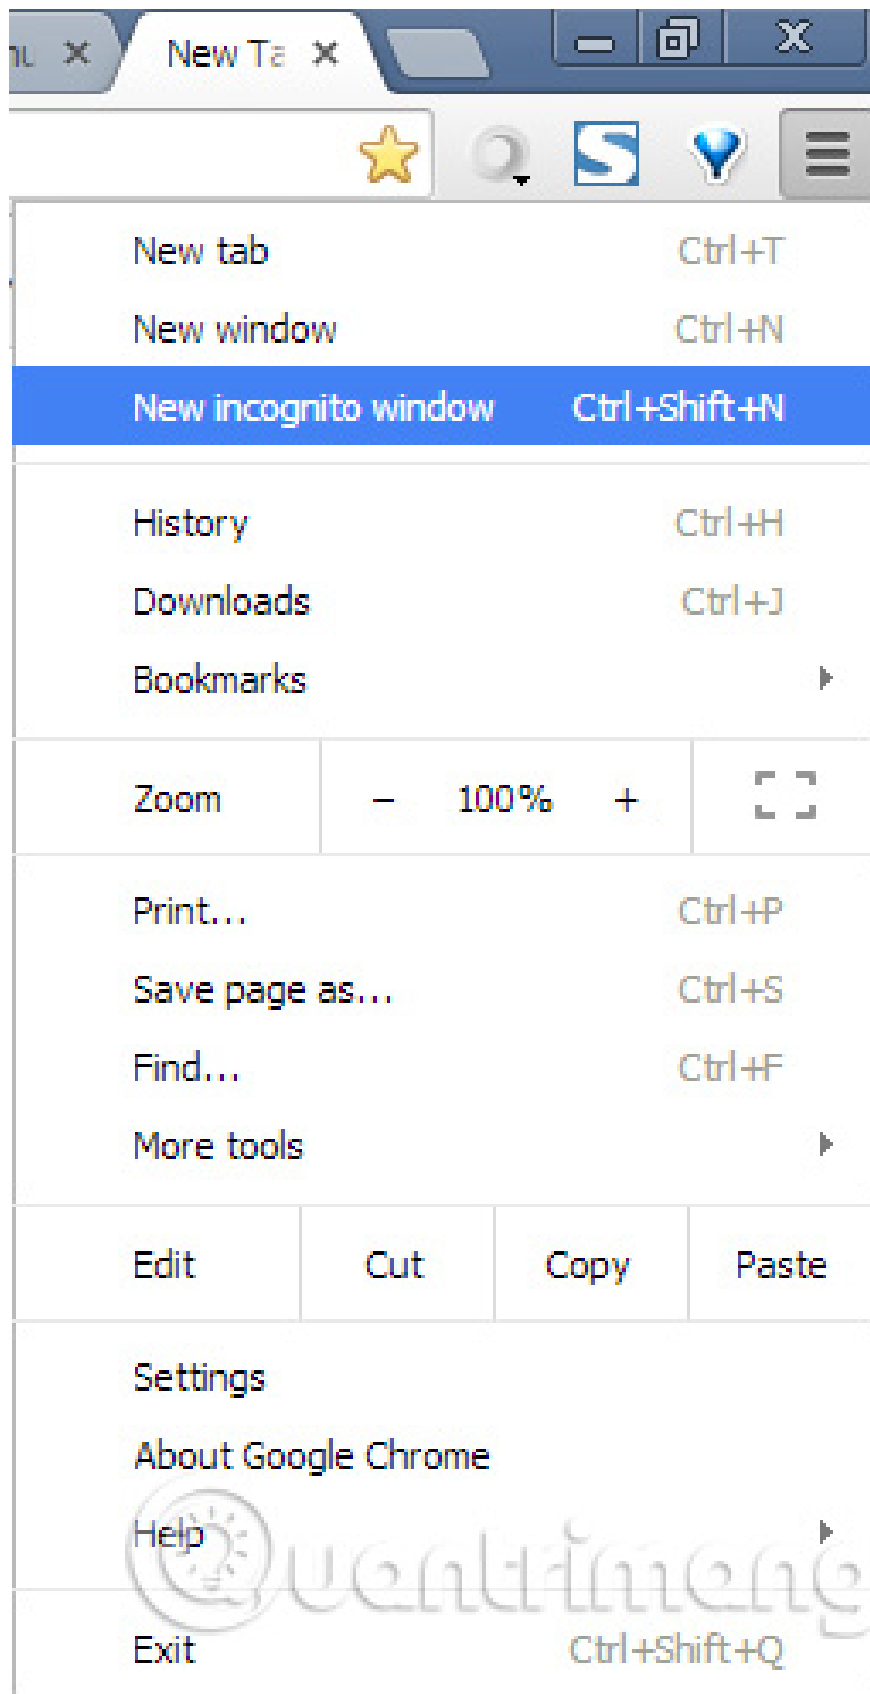 New Ta
New tab Ctrl+T
New window Ctrl+N
New incognito window Ctrl+Shift+N
History Ctrl+H
Downloads Ctrl+J
Bookmarks
Zoom − 100% +
Print... Ctrl+P
Save page as... Ctrl+S
Find... Ctrl+F
More tools
Edit Cut Copy Paste
Settings
About Google Chrome
Help
Quantrimang
Exit Ctrl+Shift+Q